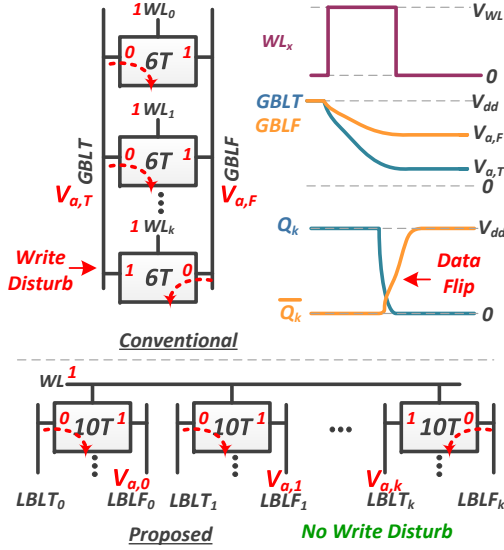 1 WL0
0 6T 1
1 WL1
0 6T 1
GBLT
GBLF
Va,T
Va,F
1 WLk
1 6T 0
Write
Disturb
Conventional
WLx
VWL
0
GBLT
GBLF
Vdd
Va,F
Va,T
0
Qk
Vdd
Data
Flip
Qk
0
WL 1
0 10T 1
0 10T 1
1 10T 0
Va,0
Va,1
Va,k
LBLT0
LBLF0
LBLT1
LBLF1
LBLTk
LBLFk
Proposed
No Write Disturb